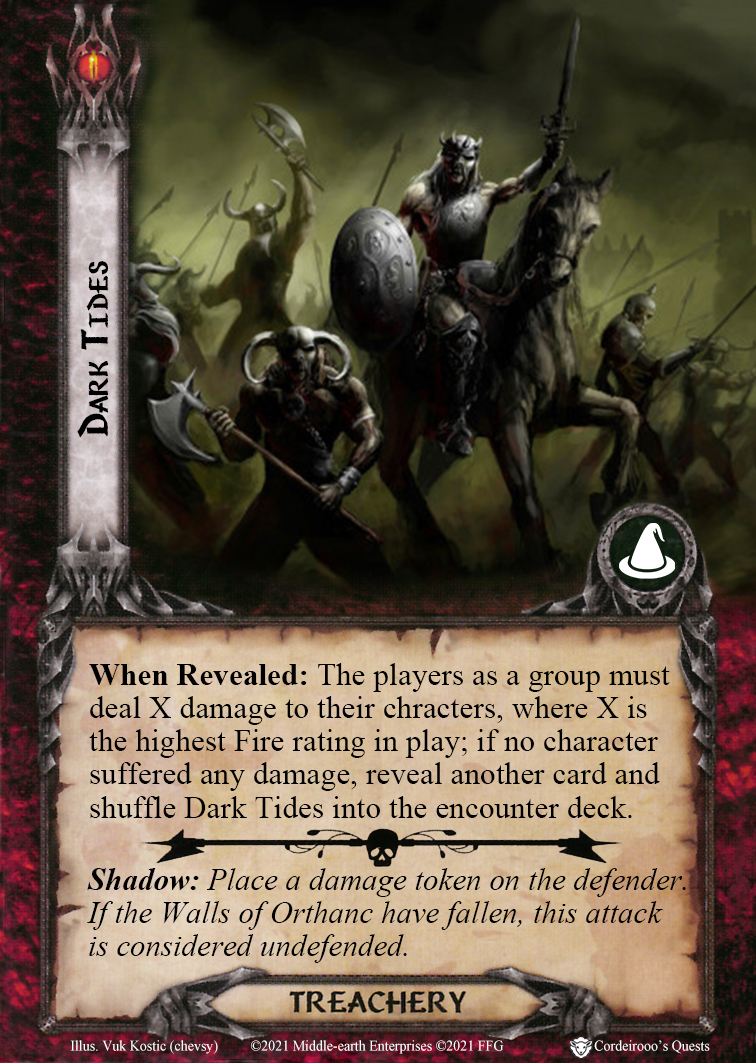 DARK TIDES
When Revealed: The players as a group must
deal X damage to their chracters, where X is
the highest Fire rating in play; if no character
suffered any damage, reveal another card and
shuffle Dark Tides into the encounter deck.
Shadow: Place a damage token on the defender.
If the Walls of Orthanc have fallen, this attack
is considered undefended.
TREACHERY
Illus. Vuk Kostic (chevsy) ©2021 Middle-earth Enterprises ©2021 FFG Cordeirooo's Quests